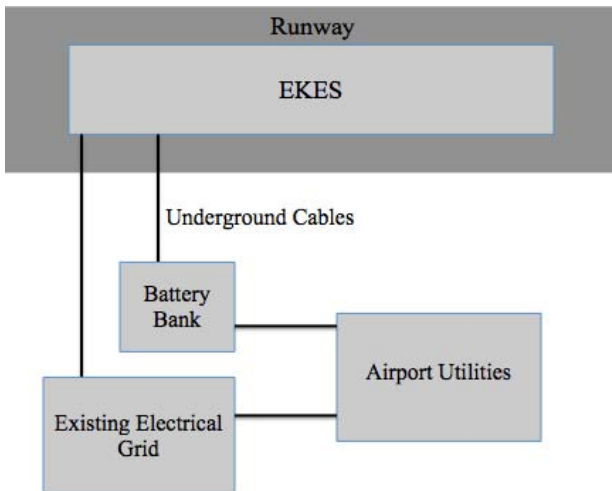 Runway
EKES
Underground Cables
Battery
Bank
Airport Utilities
Existing Electrical
Grid